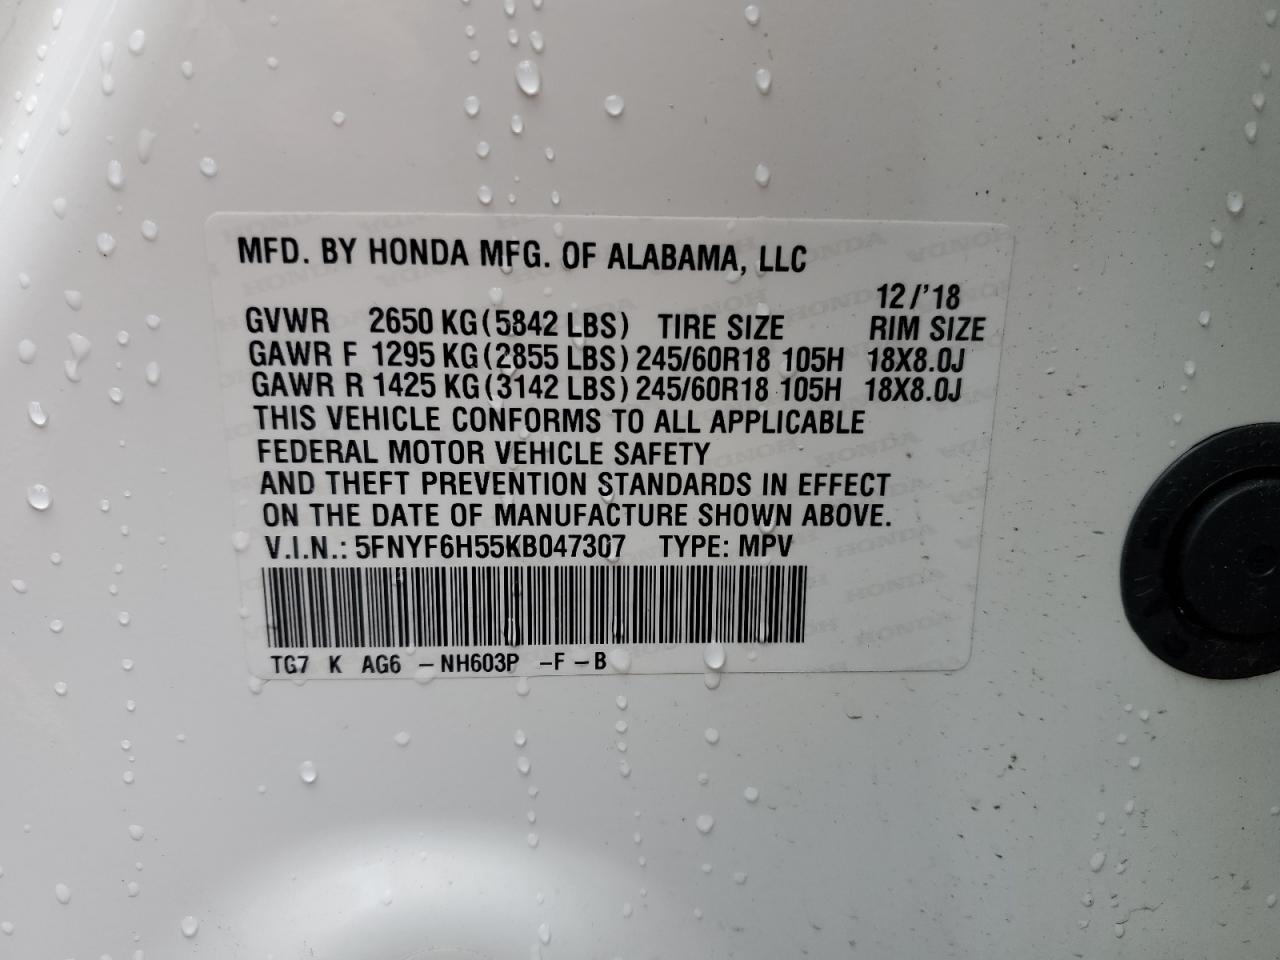 MFD. BY HONDA MFG. OF ALABAMA, LLC
12/'18
GVWR 2650 KG (5842 LBS) TIRE SIZE RIM SIZE
GAWR F 1295 KG (2855 LBS) 245/60R18 105H 18X8.0J
GAWR R 1425 KG (3142 LBS) 245/60R18 105H 18X8.0J
THIS VEHICLE CONFORMS TO ALL APPLICABLE
FEDERAL MOTOR VEHICLE SAFETY
AND THEFT PREVENTION STANDARDS IN EFFECT
ON THE DATE OF MANUFACTURE SHOWN ABOVE.
V.I.N.: 5FNYF6H55KB047307 TYPE: MPV
TG7 K AG6 -NH603P -F -B